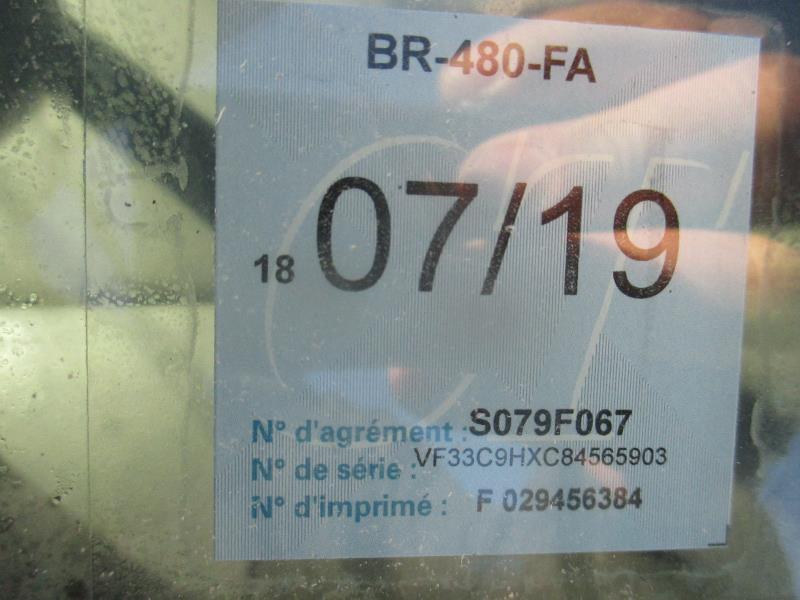 BR-480-FA
18 07/19
N° d'agrément : S079F067
N° de série : VF33C9HXC84565903
N° d'imprimé : F 029456384